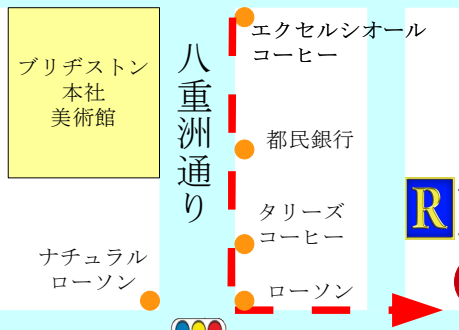 ブリヂストン
本社
美術館
八重洲通り
エクセルシオール
コーヒー
都民銀行
タリーズ
コーヒー
R
ナチュラル
ローソン
ローソン